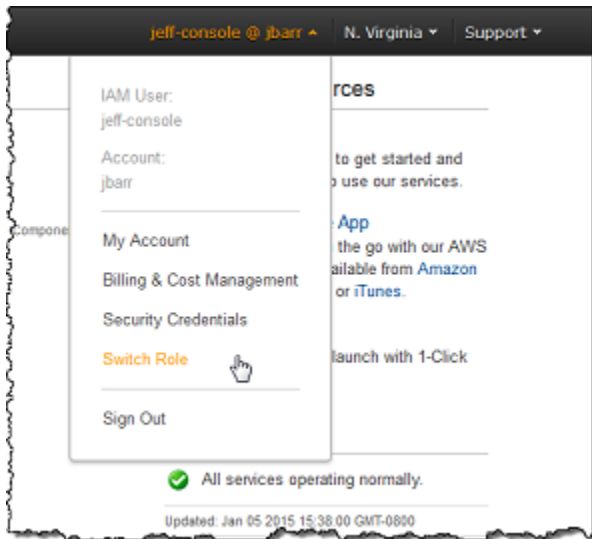 jeff-console @ jbarr N. Virginia Support
rces
IAM User:
jeff-console
Account:
jbarr
to get started and
use our services.
Compone
App
My Account
the go with our AWS
ailable from Amazon
Billing & Cost Management
or iTunes.
Security Credentials
Switch Role
launch with 1-Click
Sign Out
All services operating normally.
Updated: Jan 05 2015 15:38:00 GMT-0800